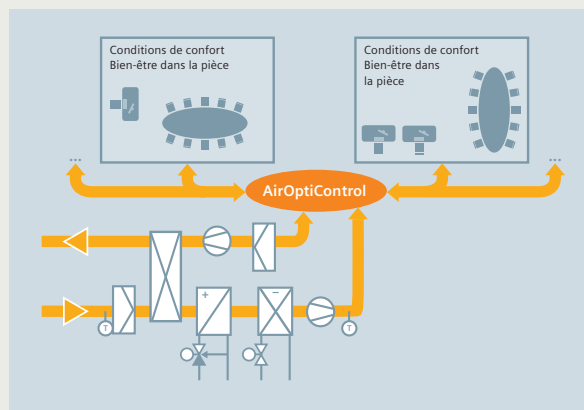 Conditions de confort
Bien-être dans la pièce
Conditions de confort
Bien-être dans
la pièce
...
...
AirOptiControl
+
−
T
T